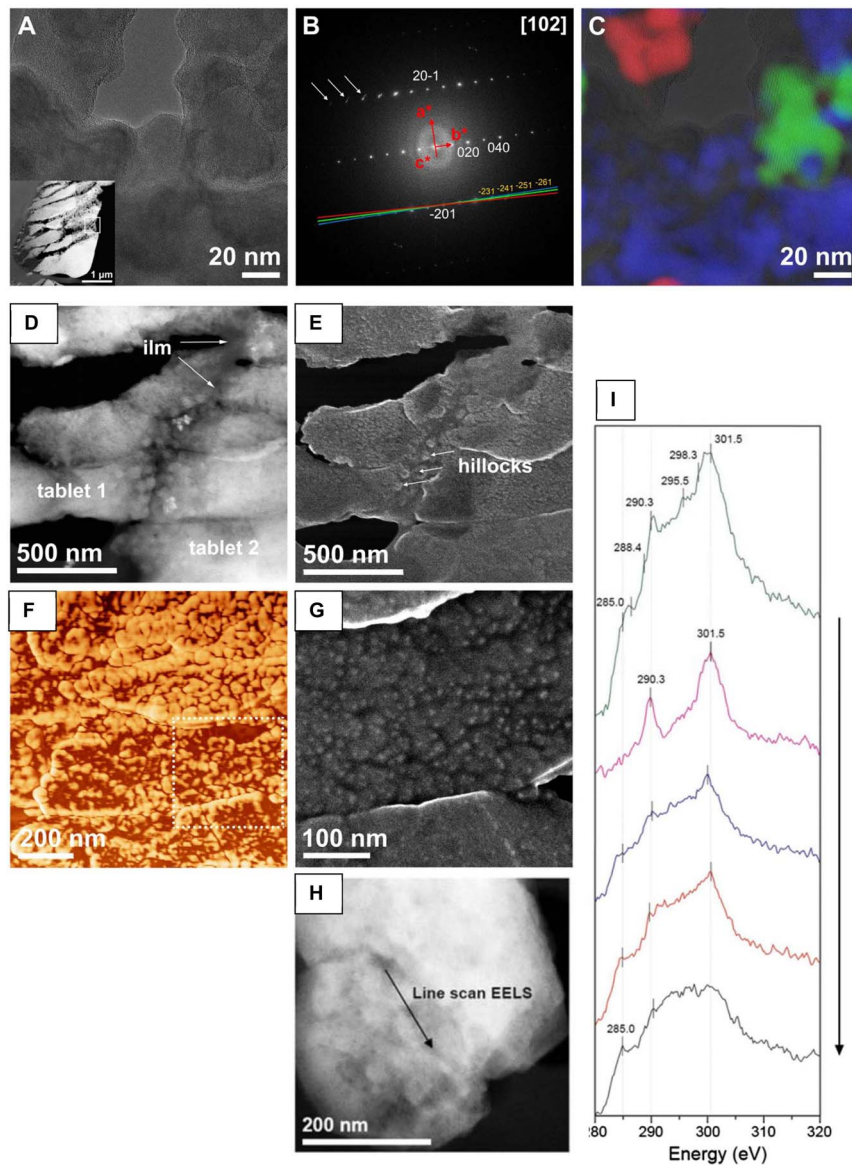 A
20 nm
1 µm
B
[102]
20-1
a*
b*
c*
020
040
-231 -241 -251 -261
-201
C
20 nm
D
ilm
tablet 1
tablet 2
500 nm
E
hillocks
500 nm
F
200 nm
G
100 nm
H
Line scan EELS
200 nm
I
301.5
298.3
295.5
290.3
288.4
285.0
301.5
290.3
285.0
280 290 300 310 320
Energy (eV)